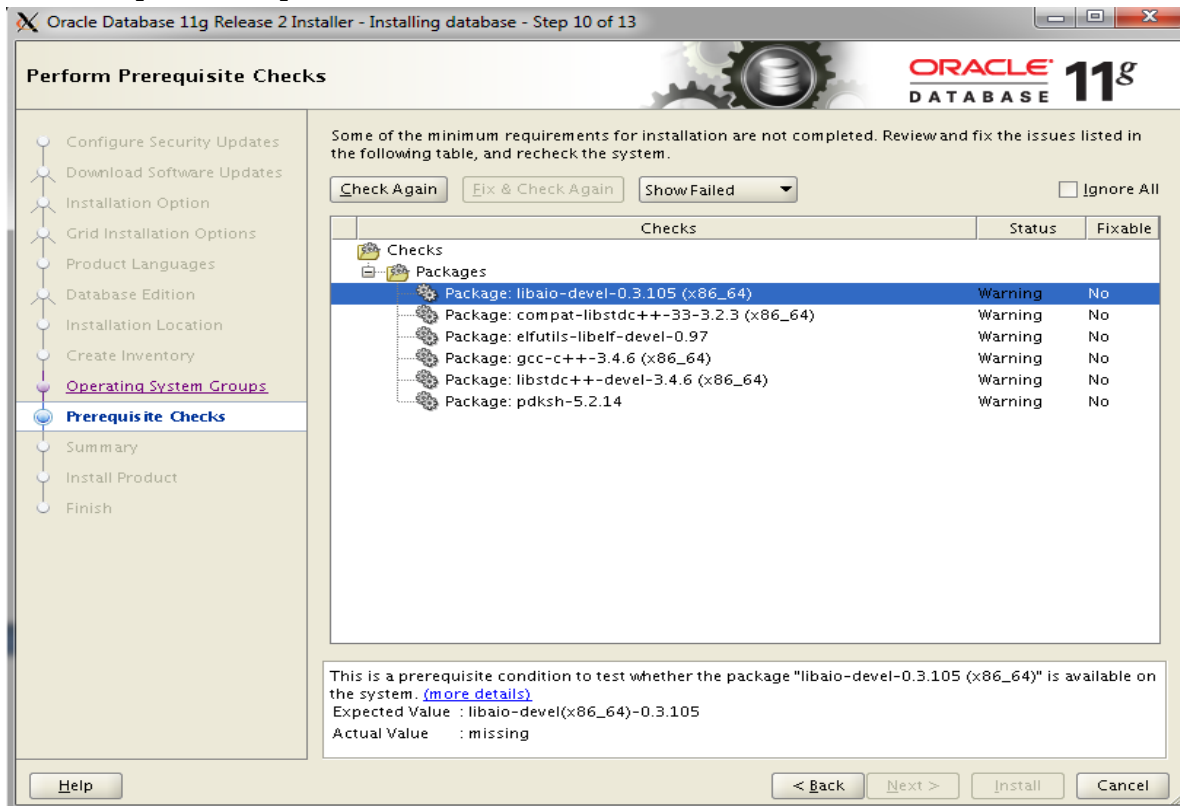 Oracle Database 11g Release 2 Installer - Installing database - Step 10 of 13
Perform Prerequisite Checks
ORACLE
DATABASE
11g
Configure Security Updates
Download Software Updates
Installation Option
Grid Installation Options
Product Languages
Database Edition
Installation Location
Create Inventory
Operating System Groups
Prerequisite Checks
Summary
Install Product
Finish
Some of the minimum requirements for installation are not completed. Review and fix the issues listed in
the following table, and recheck the system.
Check Again Fix & Check Again Show Failed Ignore All
Checks Status Fixable
Checks
Packages
Package: libaio-devel-0.3.105 (x86_64) Warning No
Package: compat-libstdc++-33-3.2.3 (x86_64) Warning No
Package: elfutils-libelf-devel-0.97 Warning No
Package: gcc-c++-3.4.6 (x86_64) Warning No
Package: libstdc++-devel-3.4.6 (x86_64) Warning No
Package: pdksh-5.2.14 Warning No
This is a prerequisite condition to test whether the package "libaio-devel-0.3.105 (x86_64)" is available on
the system. (more details)
Expected Value : libaio-devel(x86_64)-0.3.105
Actual Value : missing
Help < Back Next > Install Cancel